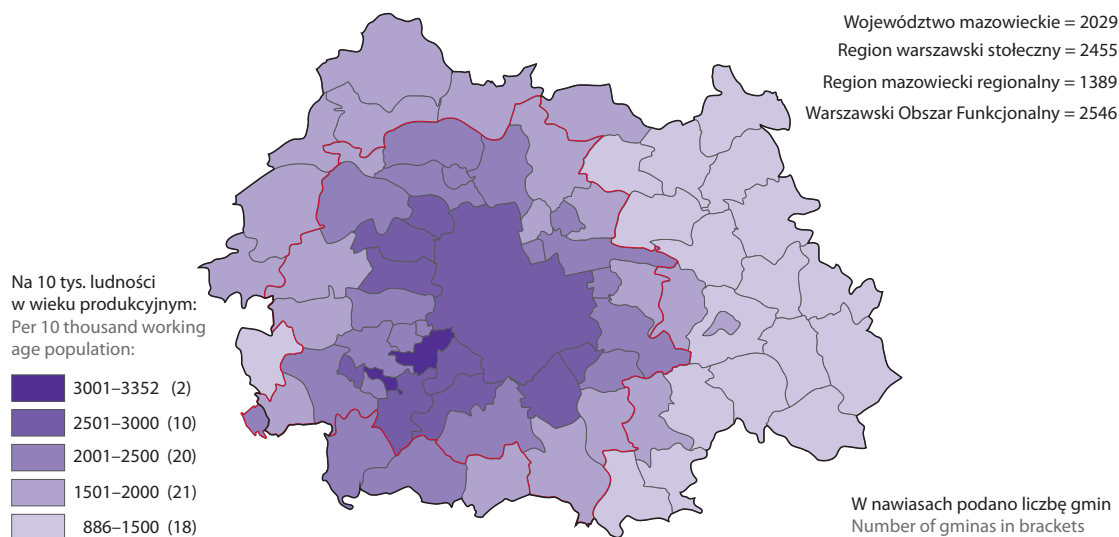 Województwo mazowieckie = 2029
Region warszawski stołeczny = 2455
Region mazowiecki regionalny = 1389
Warszawski Obszar Funkcjonalny = 2546
Na 10 tys. ludności
w wieku produkcyjnym:
Per 10 thousand working
age population:
3001–3352 (2)
2501–3000 (10)
2001–2500 (20)
1501–2000 (21)
886–1500 (18)
W nawiasach podano liczbę gmin
Number of gminas in brackets